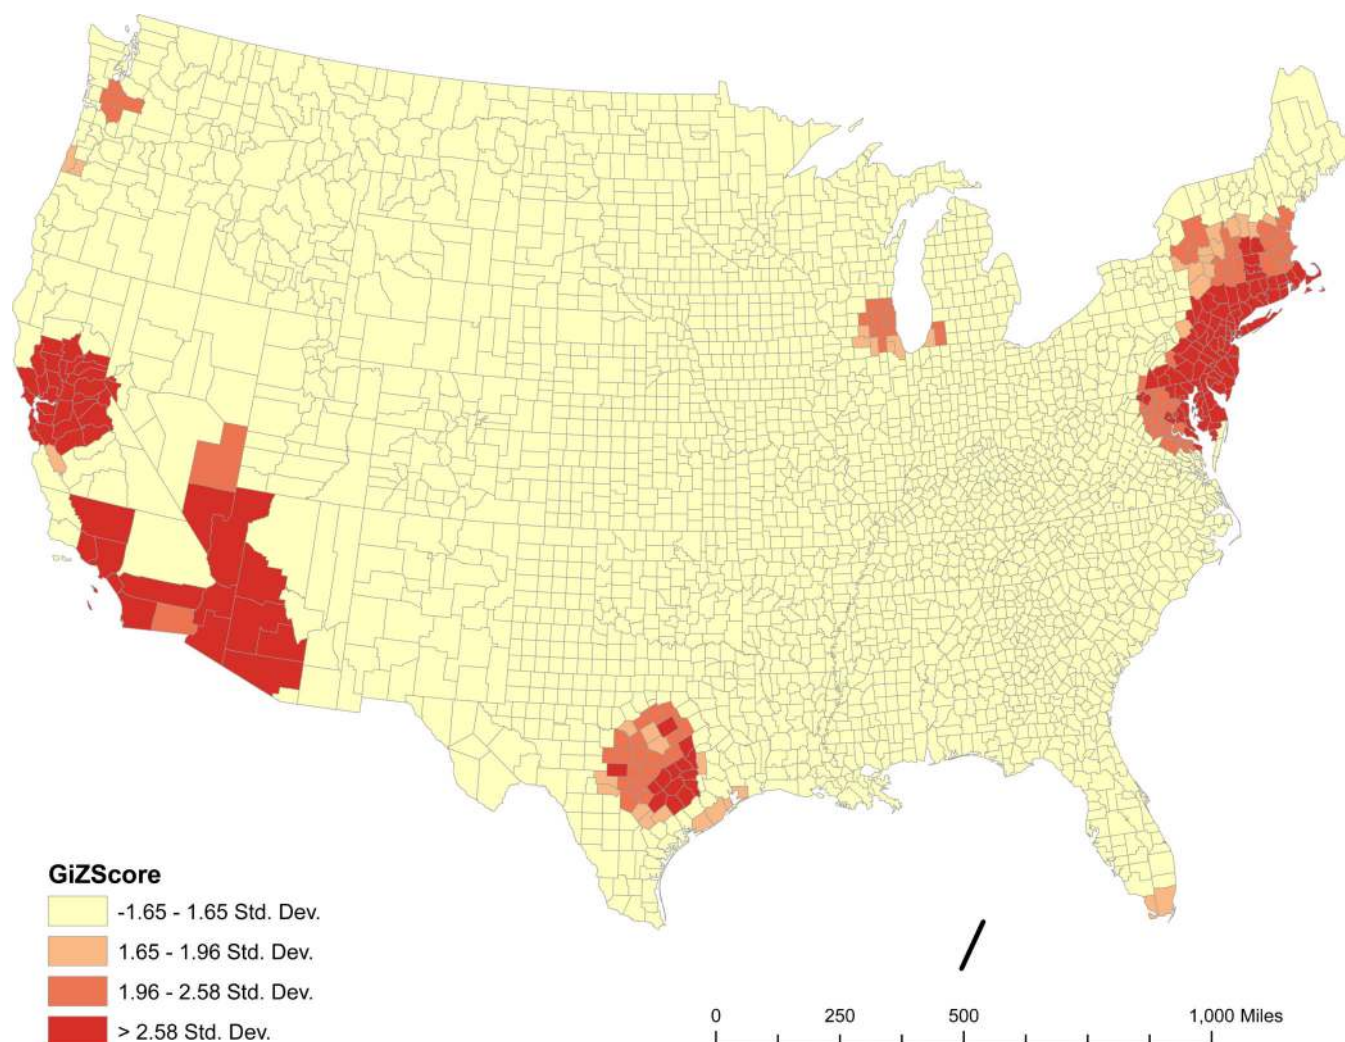 GiZScore
-1.65 - 1.65 Std. Dev.
1.65 - 1.96 Std. Dev.
1.96 - 2.58 Std. Dev.
> 2.58 Std. Dev.
0 250 500 1,000 Miles